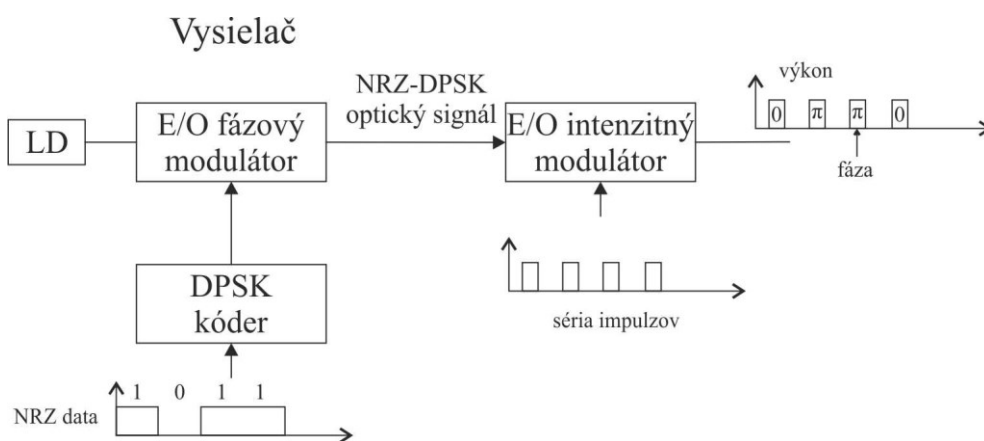 Vysielač
LD
E/O fázový
modulátor
NRZ-DPSK
optický signál
E/O intenzitný
modulátor
výkon
0 π π 0
fáza
DPSK
kóder
séria impulzov
1 0 1 1
NRZ data